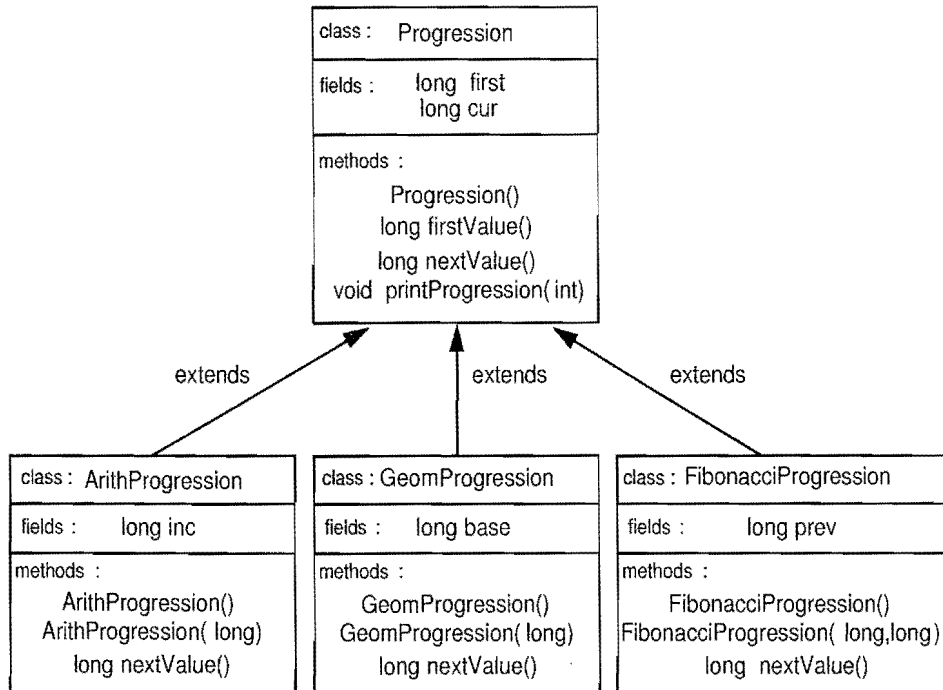 class : Progression
fields : long first
long cur
methods :
Progression()
long firstValue()
long nextValue()
void printProgression( int)
extends
extends
extends
class : ArithProgression
fields : long inc
methods :
ArithProgression()
ArithProgression( long)
long nextValue()
class : GeomProgression
fields : long base
methods :
GeomProgression()
GeomProgression( long)
long nextValue()
class : FibonacciProgression
fields : long prev
methods :
FibonacciProgression()
FibonacciProgression( long,long)
long nextValue()